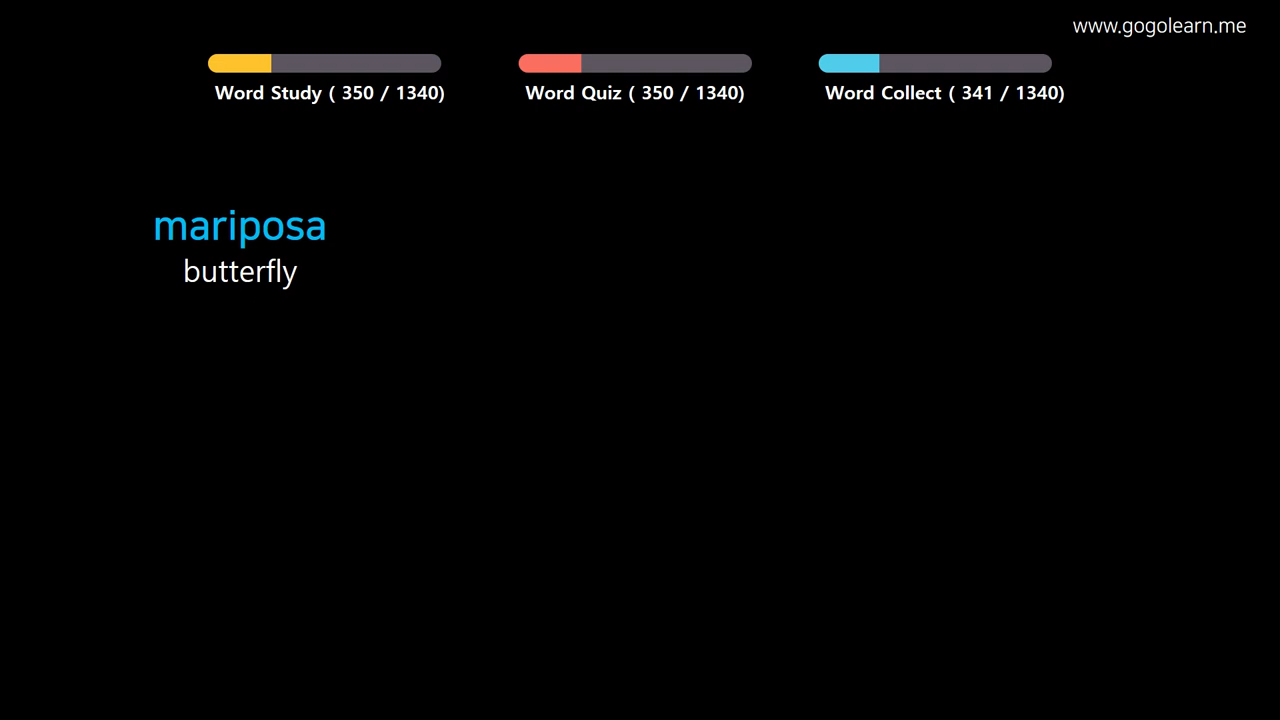 www.gogolearn.me
Word Study ( 350 / 1340)
Word Quiz ( 350 / 1340)
Word Collect ( 341 / 1340)
mariposa
butterfly